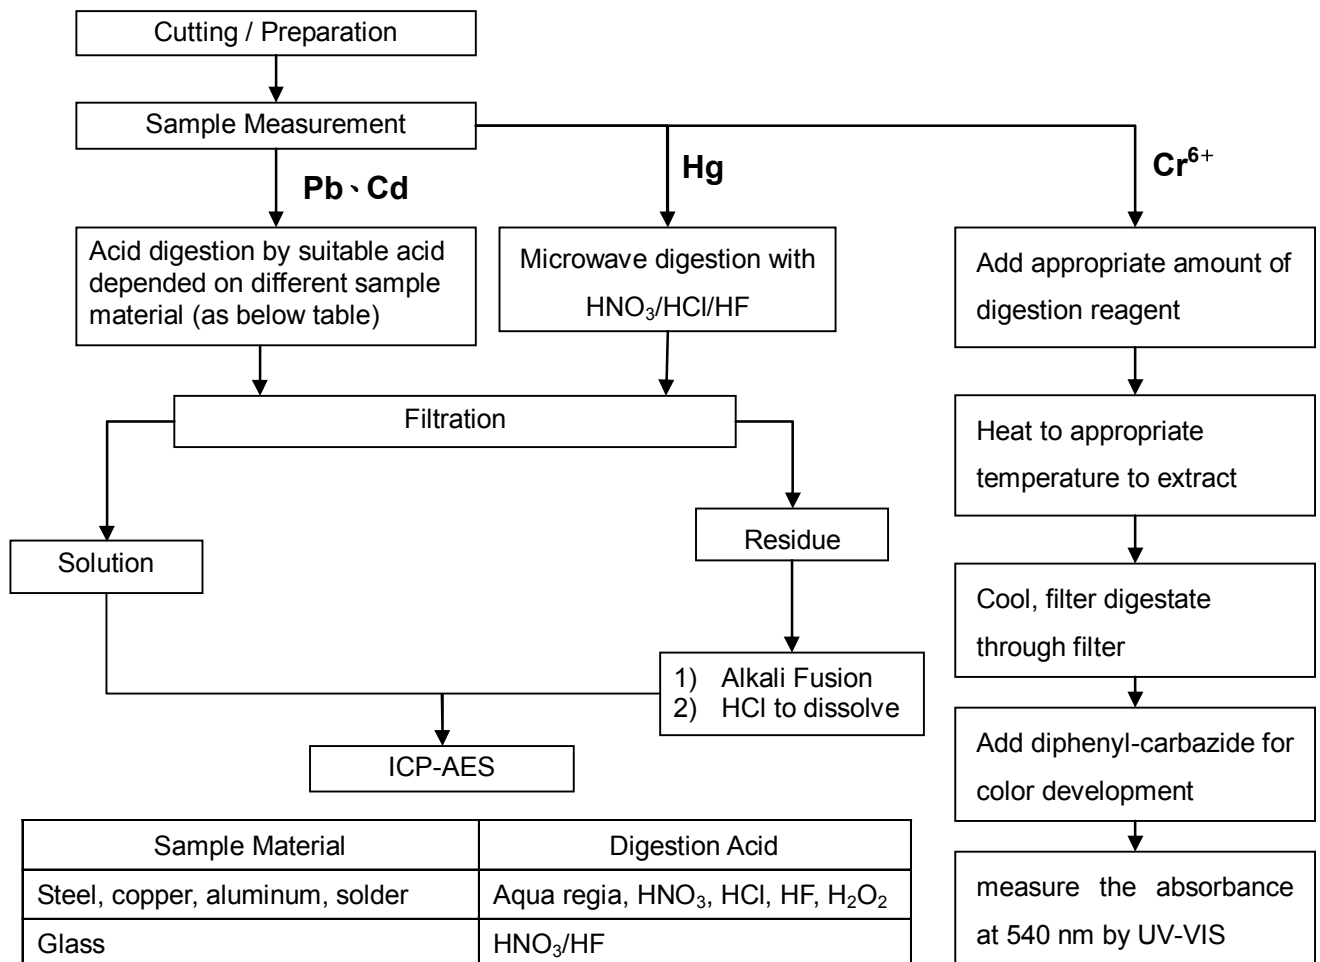 Cutting / Preparation
Sample Measurement
Pb、Cd
Hg
Cr⁶⁺
Acid digestion by suitable acid
depended on different sample
material (as below table)
Microwave digestion with
HNO₃/HCl/HF
Add appropriate amount of
digestion reagent
Filtration
Heat to appropriate
temperature to extract
Solution
Residue
Cool, filter digestate
through filter
1) Alkali Fusion
2) HCl to dissolve
ICP-AES
Add diphenyl-carbazide for
color development
measure the absorbance
at 540 nm by UV-VIS
Sample Material Digestion Acid
Steel, copper, aluminum, solder Aqua regia, HNO₃, HCl, HF, H₂O₂
Glass HNO₃/HF